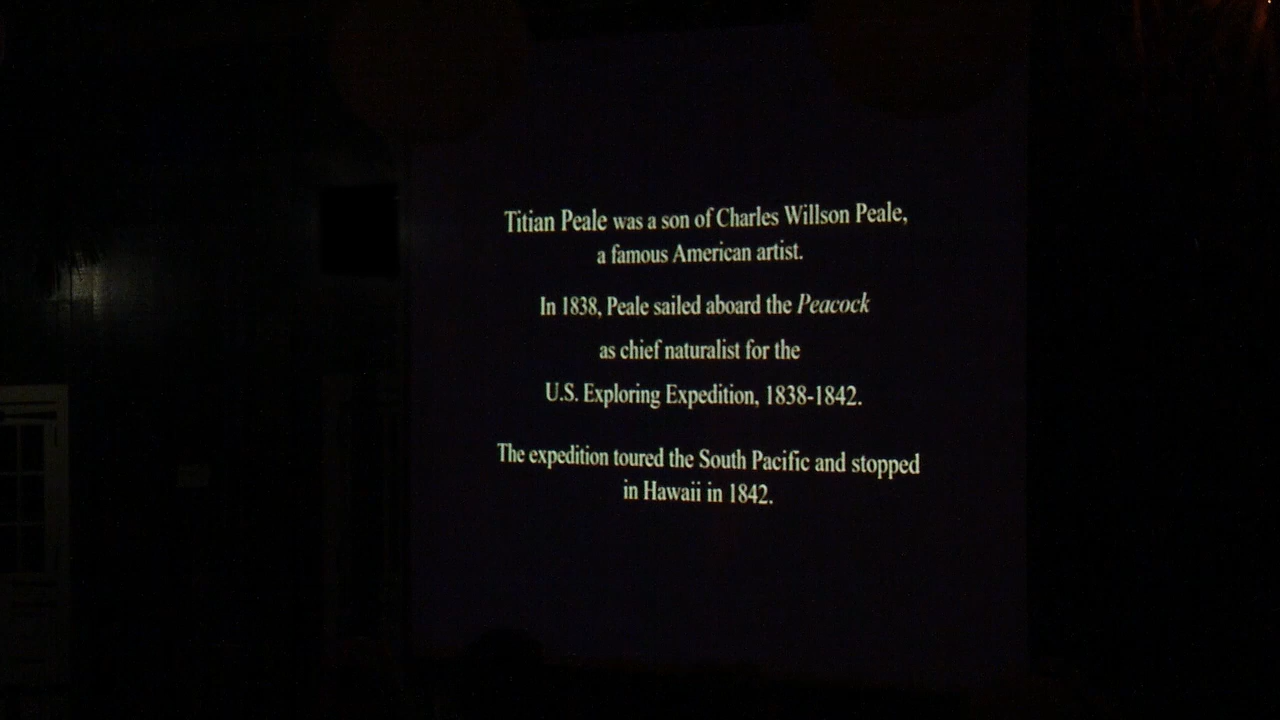 Titian Peale was a son of Charles Willson Peale,
a famous American artist.
In 1838, Peale sailed aboard the Peacock
as chief naturalist for the
U.S. Exploring Expedition, 1838-1842.
The expedition toured the South Pacific and stopped
in Hawaii in 1842.